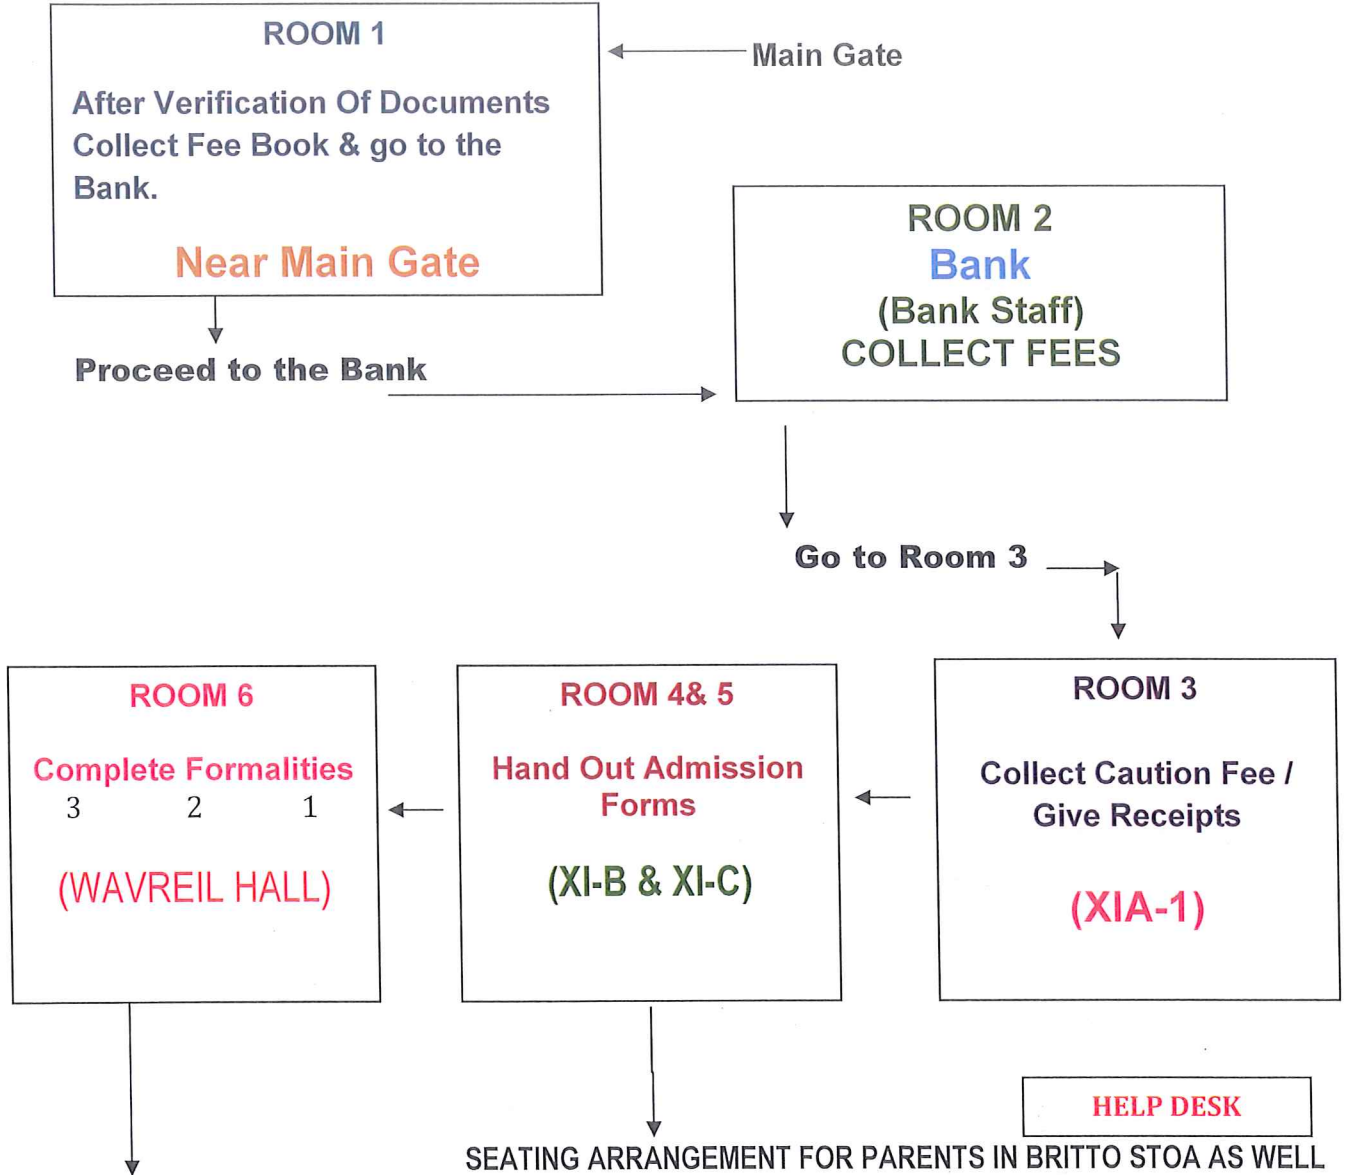 ROOM 1
After Verification Of Documents
Collect Fee Book & go to the
Bank.
Near Main Gate
Main Gate
Proceed to the Bank
ROOM 2
Bank
(Bank Staff)
COLLECT FEES
Go to Room 3
ROOM 3
Collect Caution Fee /
Give Receipts
(XIA-1)
ROOM 4& 5
Hand Out Admission
Forms
(XI-B & XI-C)
ROOM 6
Complete Formalities
3 2 1
(WAVREIL HALL)
HELP DESK
SEATING ARRANGEMENT FOR PARENTS IN BRITTO STOA AS WELL